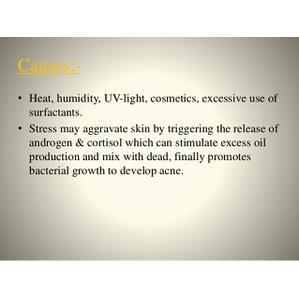 Causes:-
• Heat, humidity, UV-light, cosmetics, excessive use of
surfactants.
• Stress may aggravate skin by triggering the release of
androgen & cortisol which can stimulate excess oil
production and mix with dead, finally promotes
bacterial growth to develop acne.